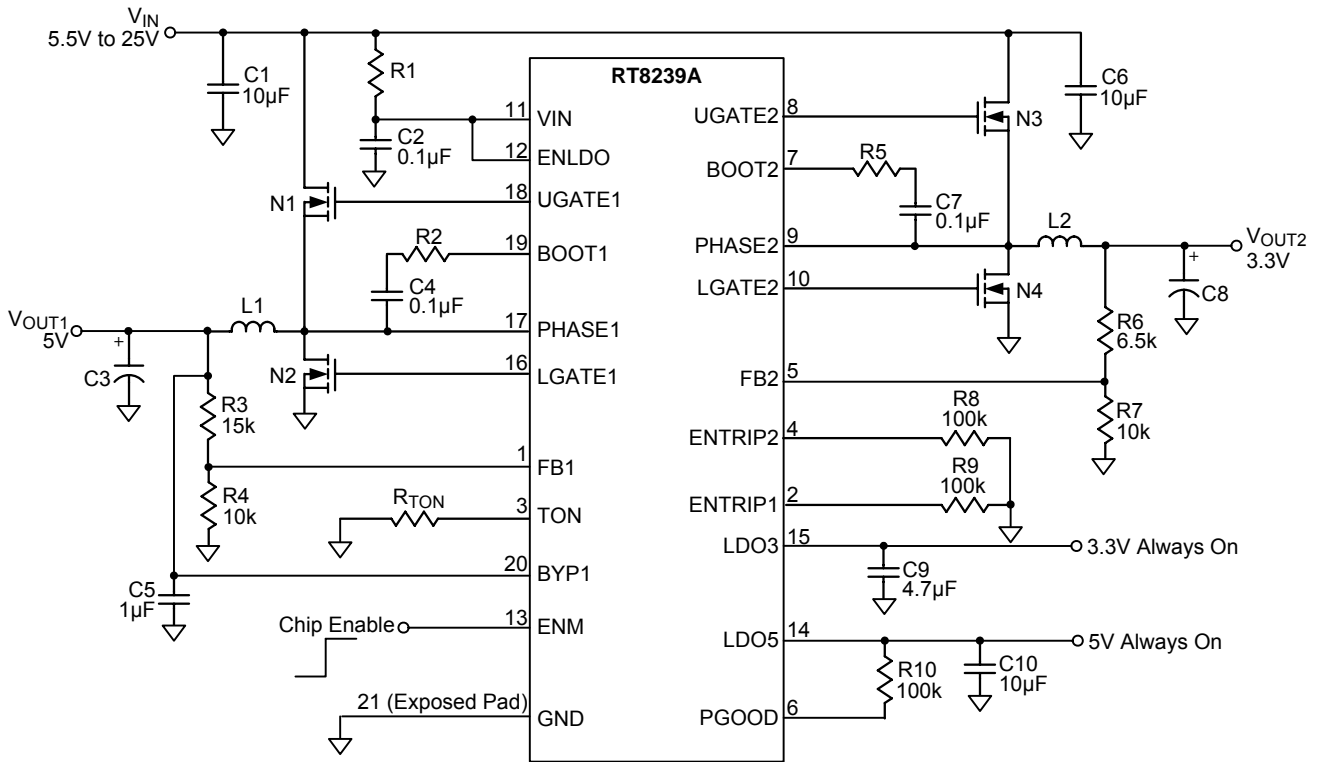 VIN
5.5V to 25V
C1
10µF
R1
C2
0.1µF
RT8239A
C6
10µF
11 VIN
12 ENLDO
18 UGATE1
N1
19 BOOT1
R2
C4
0.1µF
17 PHASE1
L1
VOUT1
5V
+
C3
16 LGATE1
N2
R3
15k
1 FB1
R4
10k
RTON
3 TON
20 BYP1
C5
1µF
Chip Enable
13 ENM
21 (Exposed Pad)
GND
UGATE2 8
N3
BOOT2 7
R5
C7
0.1µF
PHASE2 9
L2
VOUT2
3.3V
+
C8
LGATE2 10
N4
R6
6.5k
FB2 5
R7
10k
R8
100k
ENTRIP2 4
R9
100k
ENTRIP1 2
LDO3 15
3.3V Always On
C9
4.7µF
LDO5 14
5V Always On
R10
100k
C10
10µF
PGOOD 6